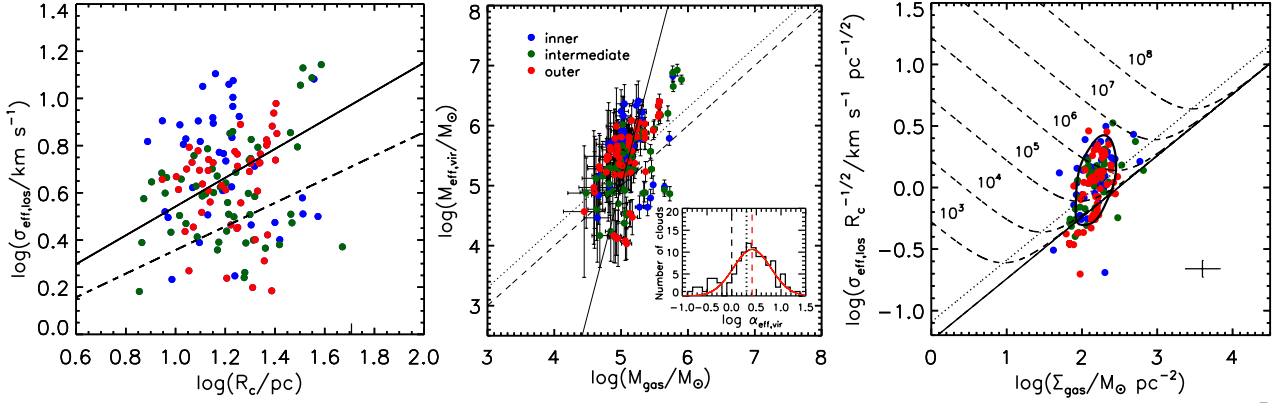 log(σeff,los/km s⁻¹)
1.4
1.2
1.0
0.8
0.6
0.4
0.2
0.0
0.6 0.8 1.0 1.2 1.4 1.6 1.8 2.0
log(Rc/pc)
log(Meff,vir/M⊙)
8
7
6
5
4
3
inner
intermediate
outer
Number of clouds
20
15
10
5
0
-1.0 -0.5 0.0 0.5 1.0 1.5
log αeff,vir
3 4 5 6 7 8
log(Mgas/M⊙)
log(σeff,los Rc⁻¹/²/km s⁻¹ pc⁻¹/²)
1.5
1.0
0.5
0.0
−0.5
−1.0
10⁸
10⁷
10⁶
10⁵
10⁴
10³
0 1 2 3 4
log(Σgas/M⊙ pc⁻²)